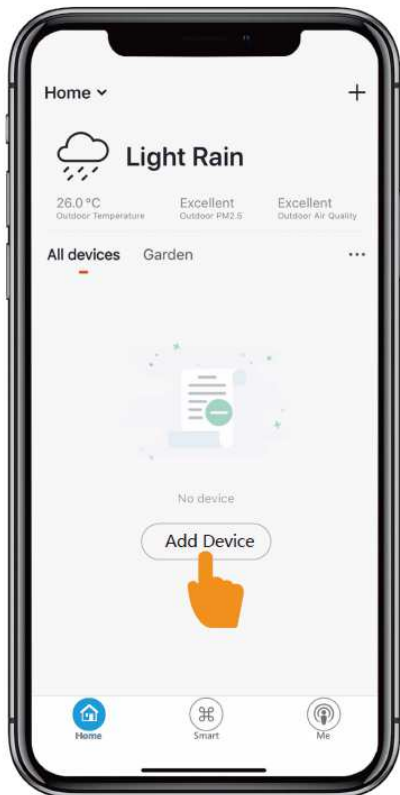 Home
+
Light Rain
26.0 °C Excellent Excellent
Outdoor Temperature Outdoor PM2.5 Outdoor Air Quality
All devices Garden ...
No device
Add Device
Home Smart Me